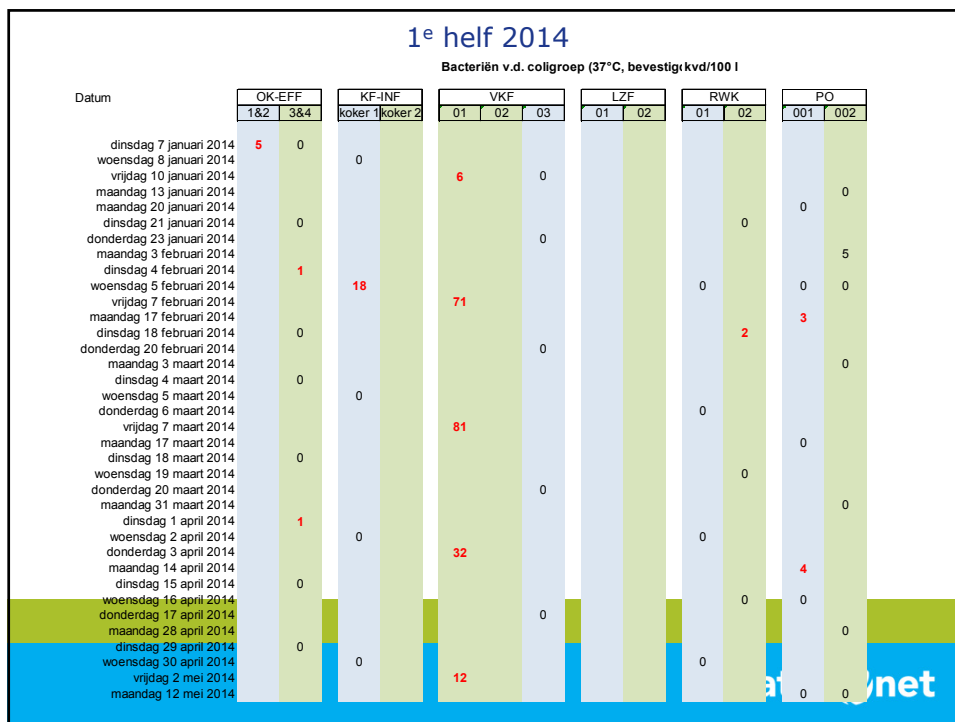 1e helf 2014
Bacteriën v.d. coligroep (37°C, bevestigc kvd/100 l
Datum OK-EFF KF-INF VKF LZF RWK PO
1&2 3&4 koker 1 koker 2 01 02 03 01 02 01 02 001 002
dinsdag 7 januari 2014 5 0
woensdag 8 januari 2014 0
vrijdag 10 januari 2014 6 0
maandag 13 januari 2014 0
maandag 20 januari 2014 0
dinsdag 21 januari 2014 0 0
donderdag 23 januari 2014 0
maandag 3 februari 2014 5
dinsdag 4 februari 2014 1
woensdag 5 februari 2014 18 0 0 0
vrijdag 7 februari 2014 71
maandag 17 februari 2014 3
dinsdag 18 februari 2014 0 2
donderdag 20 februari 2014 0
maandag 3 maart 2014 0
dinsdag 4 maart 2014 0
woensdag 5 maart 2014 0
donderdag 6 maart 2014 0
vrijdag 7 maart 2014 81
maandag 17 maart 2014 0
dinsdag 18 maart 2014 0
woensdag 19 maart 2014 0
donderdag 20 maart 2014 0
maandag 31 maart 2014 0
dinsdag 1 april 2014 1
woensdag 2 april 2014 0 0
donderdag 3 april 2014 32
maandag 14 april 2014 4
dinsdag 15 april 2014 0
woensdag 16 april 2014 0 0
donderdag 17 april 2014 0
maandag 28 april 2014 0
dinsdag 29 april 2014 0
woensdag 30 april 2014 0 0
vrijdag 2 mei 2014 12
maandag 12 mei 2014 0 0
net